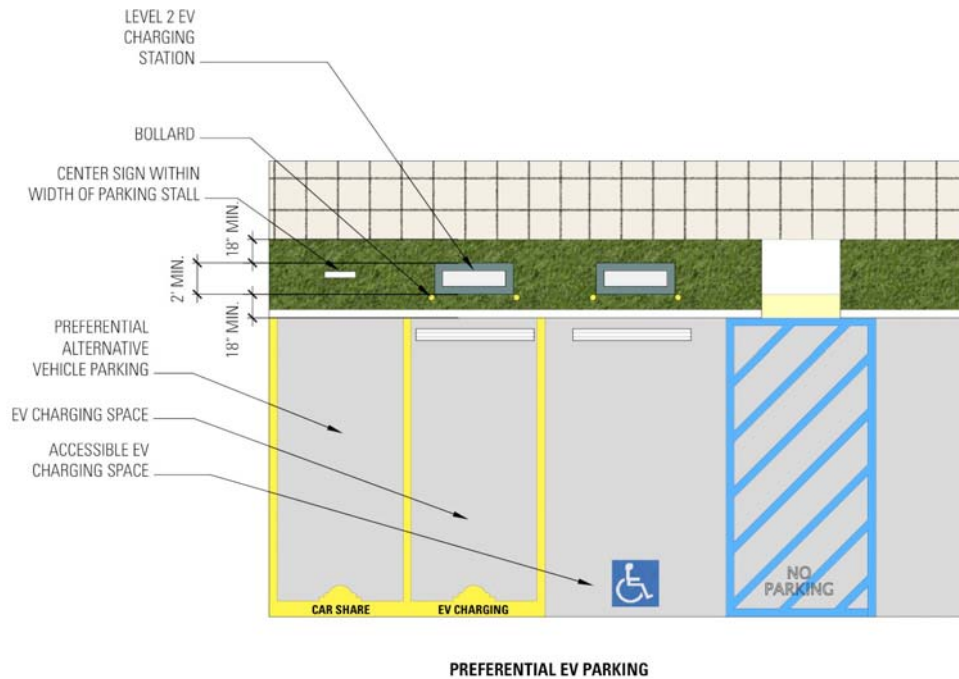 LEVEL 2 EV
CHARGING
STATION
BOLLARD
CENTER SIGN WITHIN
WIDTH OF PARKING STALL
18" MIN.
2' MIN.
18" MIN.
PREFERENTIAL
ALTERNATIVE
VEHICLE PARKING
EV CHARGING SPACE
ACCESSIBLE EV
CHARGING SPACE
NO
PARKING
CAR SHARE
EV CHARGING
PREFERENTIAL EV PARKING